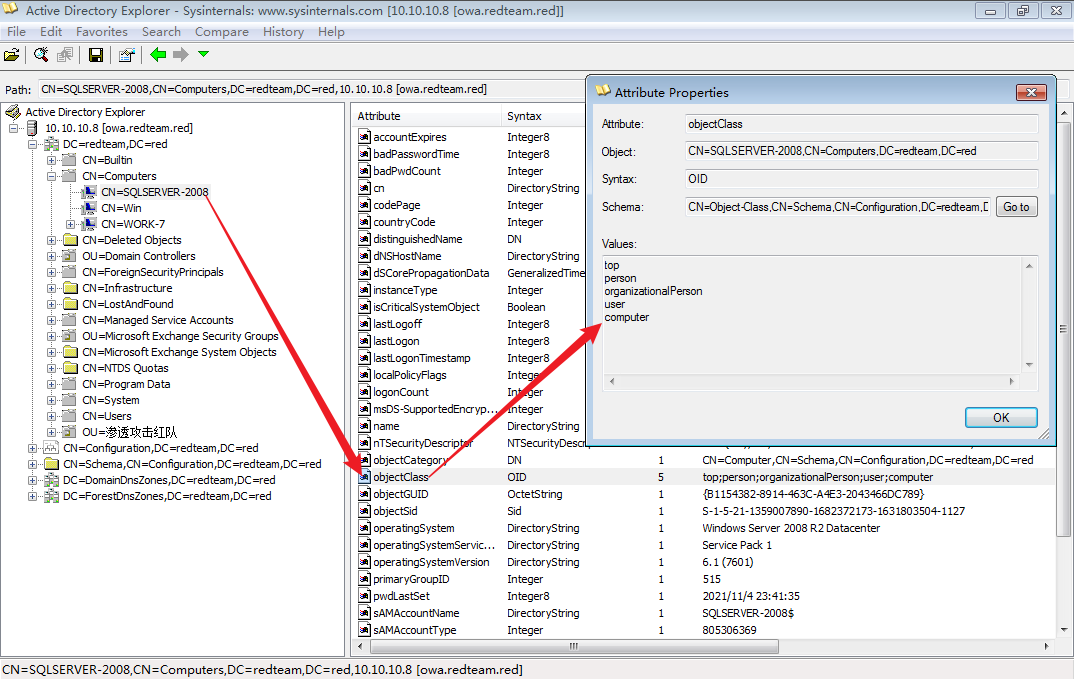 Active Directory Explorer - Sysinternals: www.sysinternals.com [10.10.10.8 [owa.redteam.red]]
File Edit Favorites Search Compare History Help
Path: CN=SQLSERVER-2008,CN=Computers,DC=redteam,DC=red,10.10.10.8 [owa.redteam.red]
Active Directory Explorer
10.10.10.8 [owa.redteam.red]
DC=redteam,DC=red
CN=Builtin
CN=Computers
CN=SQLSERVER-2008
CN=Win
CN=WORK-7
CN=Deleted Objects
OU=Domain Controllers
CN=ForeignSecurityPrincipals
CN=Infrastructure
CN=LostAndFound
CN=Managed Service Accounts
OU=Microsoft Exchange Security Groups
CN=Microsoft Exchange System Objects
CN=NTDS Quotas
CN=Program Data
CN=System
CN=Users
OU=渗透攻击红队
CN=Configuration,DC=redteam,DC=red
CN=Schema,CN=Configuration,DC=redteam,DC=red
DC=DomainDnsZones,DC=redteam,DC=red
DC=ForestDnsZones,DC=redteam,DC=red
Attribute Syntax
accountExpires Integer8
badPasswordTime Integer8
badPwdCount Integer
cn DirectoryString
codePage Integer
countryCode Integer
distinguishedName DN
dNSHostName DirectoryString
dSCorePropagationData GeneralizedTime
instanceType Integer
isCriticalSystemObject Boolean
lastLogoff Integer8
lastLogon Integer8
lastLogonTimestamp Integer8
localPolicyFlags Integer
logonCount Integer
msDS-SupportedEncryp... Integer
name DirectoryString
nTSecurityDescriptor NTSecurityDesc
objectCategory DN 1 CN=Computer,CN=Schema,CN=Configuration,DC=redteam,DC=red
objectClass OID 5 top;person;organizationalPerson;user;computer
objectGUID OctetString 1 {B1154382-8914-463C-A4E3-2043466DC789}
objectSid Sid 1 S-1-5-21-1359007890-1682372173-1631803504-1127
operatingSystem DirectoryString 1 Windows Server 2008 R2 Datacenter
operatingSystemServic... DirectoryString 1 Service Pack 1
operatingSystemVersion DirectoryString 1 6.1 (7601)
primaryGroupID Integer 1 515
pwdLastSet Integer8 1 2021/11/4 23:41:35
sAMAccountName DirectoryString 1 SQLSERVER-2008$
sAMAccountType Integer 1 805306369
Attribute Properties
Attribute: objectClass
Object: CN=SQLSERVER-2008,CN=Computers,DC=redteam,DC=red
Syntax: OID
Schema: CN=Object-Class,CN=Schema,CN=Configuration,DC=redteam,D Go to
Values:
top
person
organizationalPerson
user
computer
OK
CN=SQLSERVER-2008,CN=Computers,DC=redteam,DC=red,10.10.10.8 [owa.redteam.red]